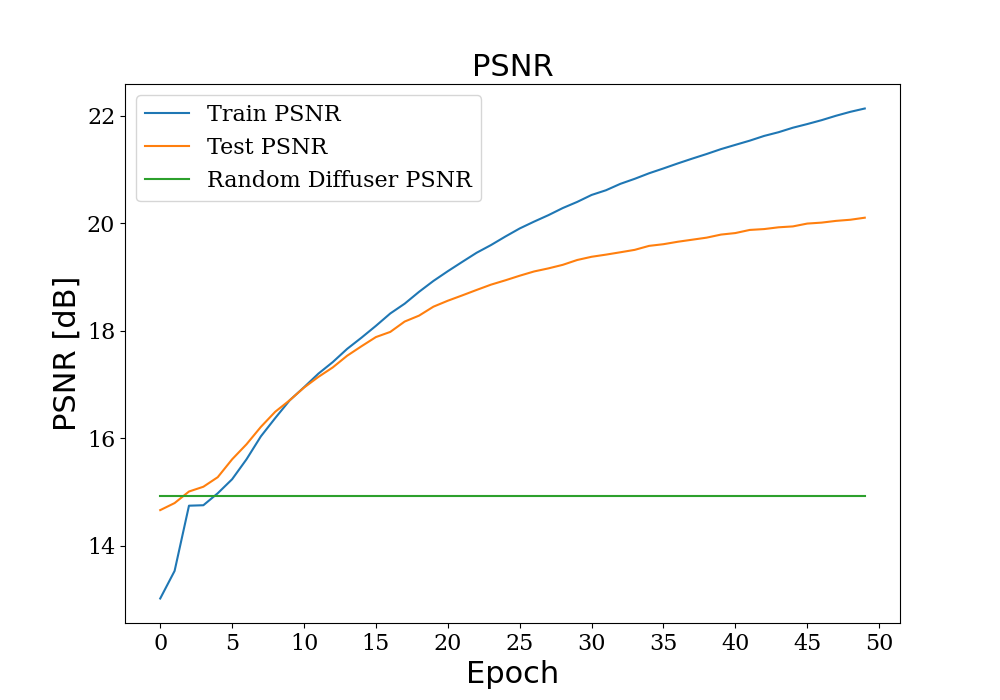 PSNR
Train PSNR
Test PSNR
Random Diffuser PSNR
PSNR [dB]
22
20
18
16
14
0 5 10 15 20 25 30 35 40 45 50
Epoch